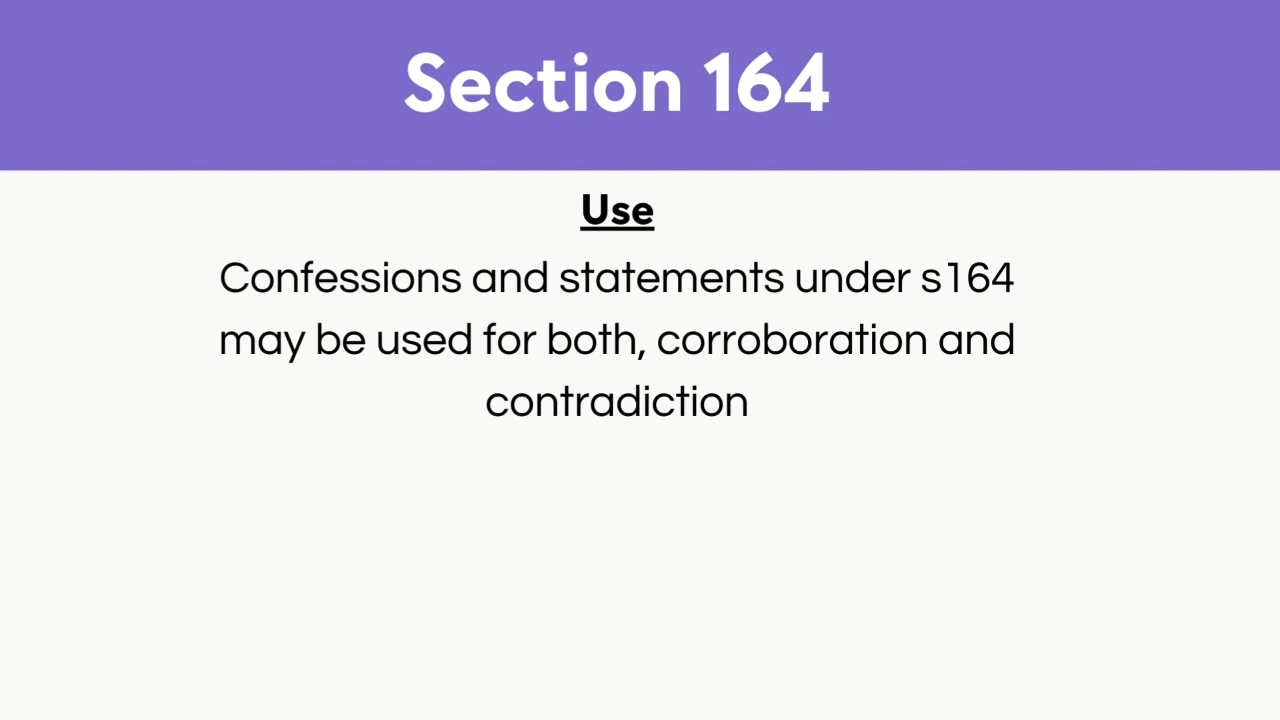 Section 164
Use
Confessions and statements under s164
may be used for both, corroboration and
contradiction